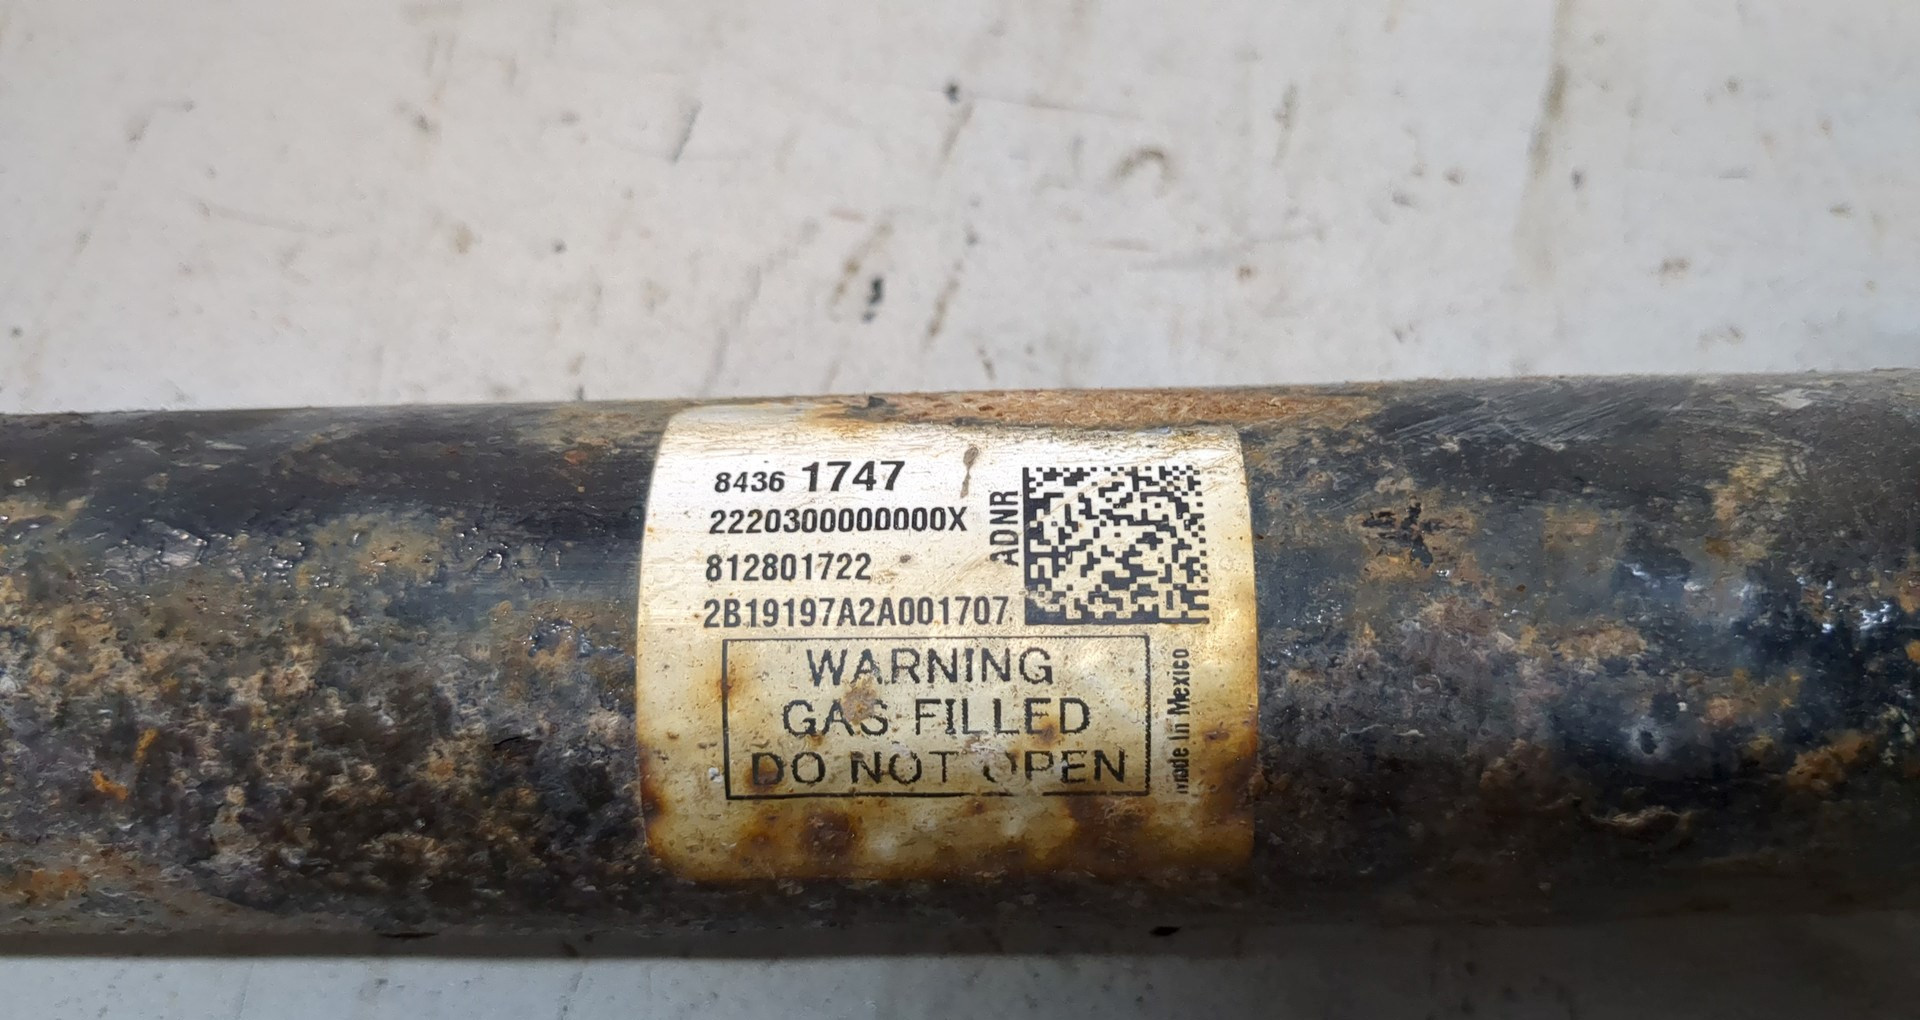 8436 1747
2220300000000X
812801722
2B19197A2A001707
ADNR
WARNING
GAS FILLED
DO NOT OPEN
Made In Mexico